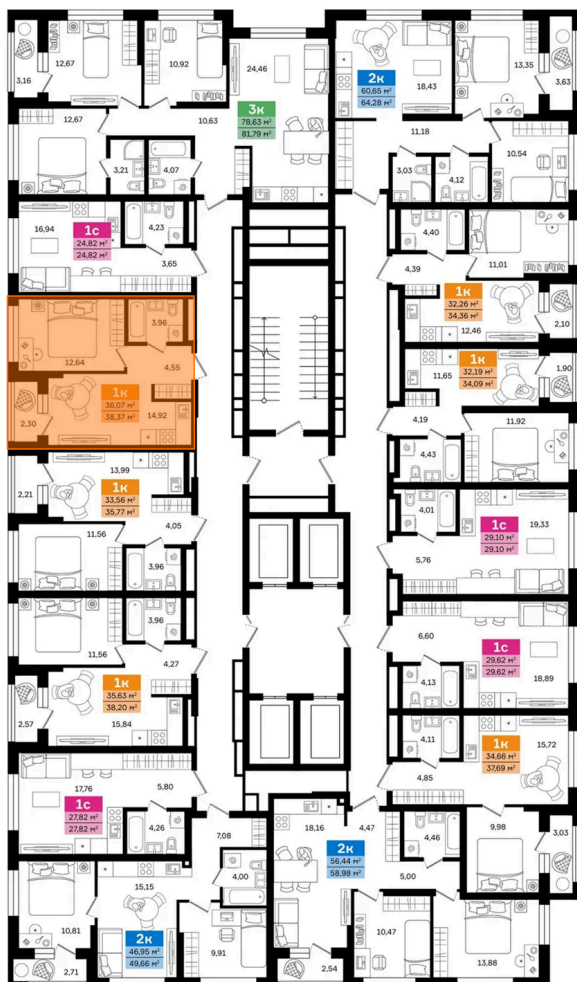 3,16
12,67
10,92
24,46
3к
78,63 м²
81,79 м²
12,67
10,63
3,21
4,07
2к
60,65 м²
64,28 м²
18,43
13,35
3,63
11,18
3,03
4,12
10,54
16,94
1с
24,82 м²
24,82 м²
4,23
3,65
4,40
4,39
11,01
1к
32,26 м²
34,36 м²
12,46
2,10
12,64
3,96
4,55
1к
36,07 м²
38,37 м²
14,92
2,30
11,65
1к
32,19 м²
34,09 м²
1,90
4,19
4,43
11,92
2,21
13,99
1к
33,56 м²
35,77 м²
4,05
11,56
3,96
4,01
1с
29,10 м²
29,10 м²
19,33
5,76
11,56
3,96
4,27
1к
35,63 м²
38,20 м²
2,57
15,84
6,60
1с
29,62 м²
29,62 м²
4,13
18,89
4,11
1к
34,66 м²
37,69 м²
15,72
4,85
17,76
5,80
1с
27,82 м²
27,82 м²
4,26
7,08
18,16
4,47
2к
56,44 м²
58,98 м²
4,46
9,98
3,03
5,00
4,00
15,15
10,81
2к
46,95 м²
49,66 м²
2,71
9,91
2,54
10,47
13,88